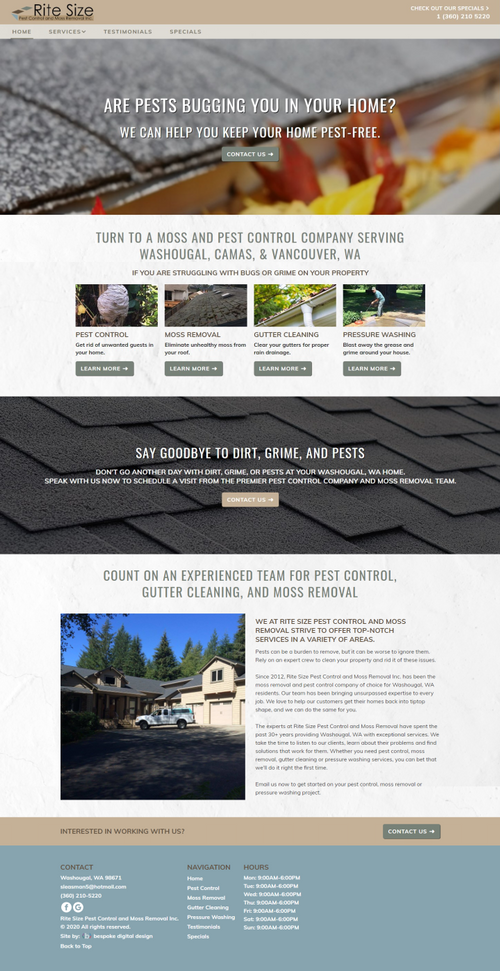 Rite Size
Pest Control and Moss Removal Inc.
CHECK OUT OUR SPECIALS >
1 (360) 210 5220
HOME
SERVICES
TESTIMONIALS
SPECIALS
ARE PESTS BUGGING YOU IN YOUR HOME?
WE CAN HELP YOU KEEP YOUR HOME PEST-FREE.
CONTACT US ➔
TURN TO A MOSS AND PEST CONTROL COMPANY SERVING
WASHOUGAL, CAMAS, & VANCOUVER, WA
IF YOU ARE STRUGGLING WITH BUGS OR GRIME ON YOUR PROPERTY
PEST CONTROL
Get rid of unwanted guests in
your home.
LEARN MORE ➔
MOSS REMOVAL
Eliminate unhealthy moss from
your roof.
LEARN MORE ➔
GUTTER CLEANING
Clear your gutters for proper
rain drainage.
LEARN MORE ➔
PRESSURE WASHING
Blast away the grease and
grime around your house.
LEARN MORE ➔
SAY GOODBYE TO DIRT, GRIME, AND PESTS
DON'T GO ANOTHER DAY WITH DIRT, GRIME, OR PESTS AT YOUR WASHOUGAL, WA HOME.
SPEAK WITH US NOW TO SCHEDULE A VISIT FROM THE PREMIER PEST CONTROL COMPANY AND MOSS REMOVAL TEAM.
CONTACT US ➔
COUNT ON AN EXPERIENCED TEAM FOR PEST CONTROL,
GUTTER CLEANING, AND MOSS REMOVAL
WE AT RITE SIZE PEST CONTROL AND MOSS
REMOVAL STRIVE TO OFFER TOP-NOTCH
SERVICES IN A VARIETY OF AREAS.
Pests can be a burden to remove, but it can be worse to ignore them.
Rely on an expert crew to clean your property and rid it of these issues.
Since 2012, Rite Size Pest Control and Moss Removal Inc. has been the
moss removal and pest control company of choice for Washougal, WA
residents. Our team has been bringing unsurpassed expertise to every
job. We love to help our customers get their homes back into tiptop
shape, and we can do the same for you.
The experts at Rite Size Pest Control and Moss Removal have spent the
past 30+ years providing Washougal, WA with exceptional services. We
take the time to listen to our clients, learn about their problems and find
solutions that work for them. Whether you need pest control, moss
removal, gutter cleaning or pressure washing services, you can bet that
we'll do it right the first time.
Email us now to get started on your pest control, moss removal or
pressure washing project.
INTERESTED IN WORKING WITH US?
CONTACT US ➔
CONTACT
Washougal, WA 98671
sleasman5@hotmail.com
(360) 210-5220
Rite Size Pest Control and Moss Removal Inc.
© 2020 All rights reserved.
Site by: b bespoke digital design
Back to Top
NAVIGATION
Home
Pest Control
Moss Removal
Gutter Cleaning
Pressure Washing
Testimonials
Specials
HOURS
Mon: 9:00AM-6:00PM
Tue: 9:00AM-6:00PM
Wed: 9:00AM-6:00PM
Thu: 9:00AM-6:00PM
Fri: 9:00AM-6:00PM
Sat: 9:00AM-6:00PM
Sun: 9:00AM-6:00PM